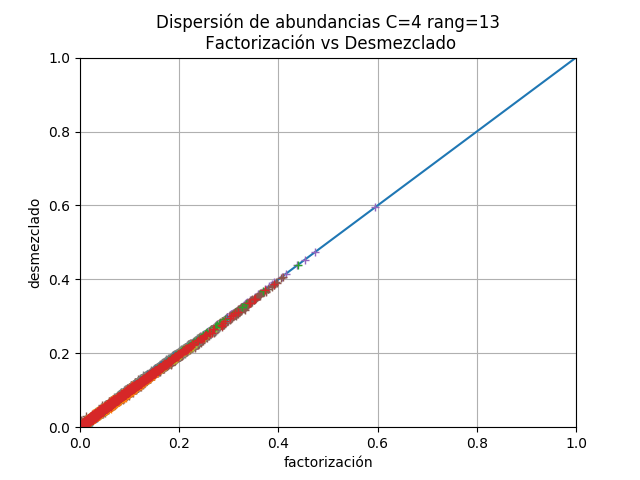 Dispersión de abundancias C=4 rang=13
Factorización vs Desmezclado
1.0
0.8
0.6
0.4
0.2
0.0
desmezclado
0.0 0.2 0.4 0.6 0.8 1.0
factorización